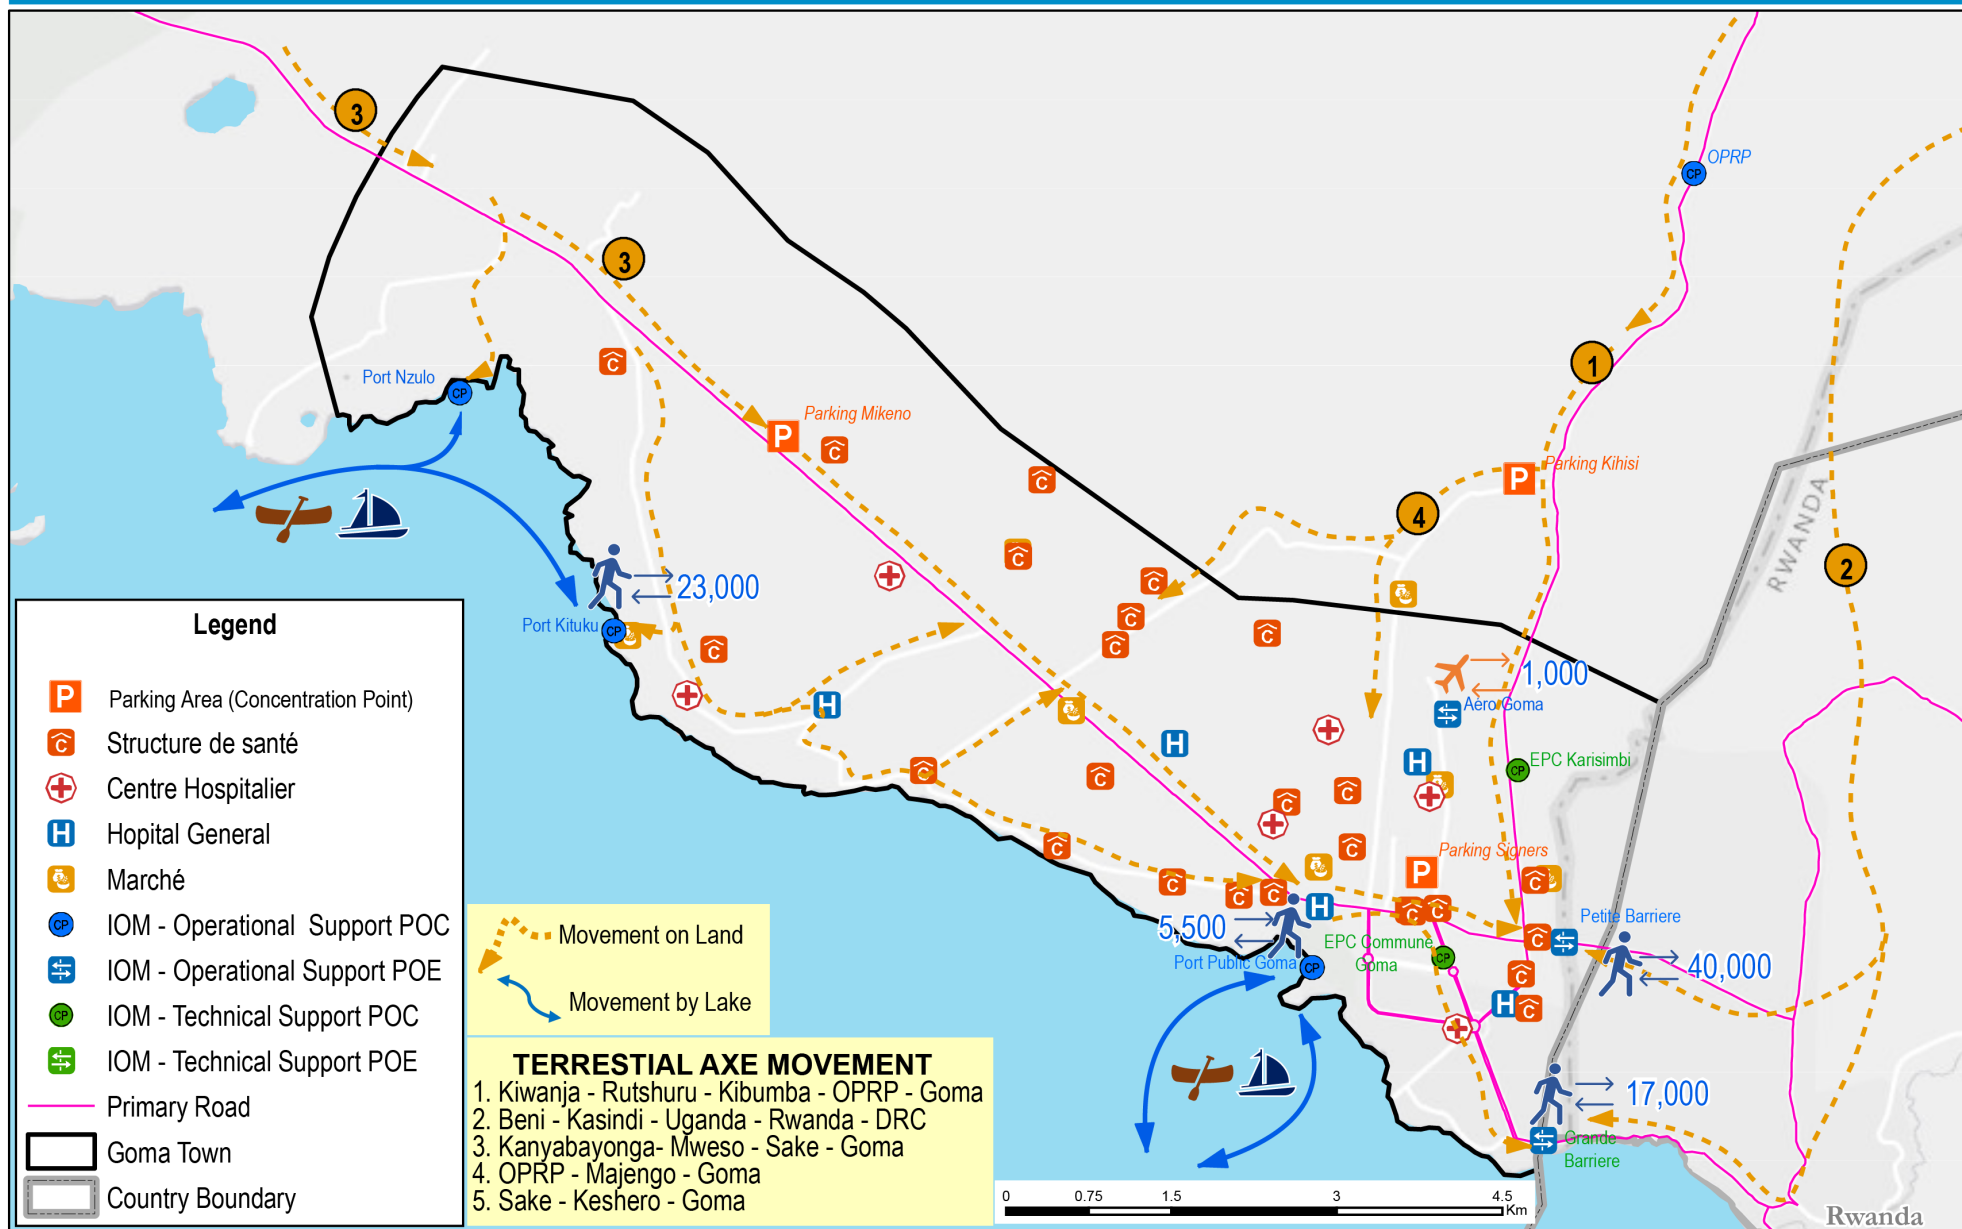 3
OPRP
3
1
Port Nzulo
Parking Mikeno
P
Parking Kihisi
P
4
RWANDA
2
23,000
Port Kituku
1,000
Aero Goma
EPC Karisimbi
Parking Signers
P
Petite Barriere
5,500
EPC Commune
Goma
Port Public Goma
40,000
17,000
Grande
Barriere
Rwanda
Legend
P Parking Area (Concentration Point)
C Structure de santé
Centre Hospitalier
H Hopital General
Marché
CP IOM - Operational Support POC
IOM - Operational Support POE
CP IOM - Technical Support POC
IOM - Technical Support POE
Primary Road
Goma Town
Country Boundary
Movement on Land
Movement by Lake
TERRESTIAL AXE MOVEMENT
1. Kiwanja - Rutshuru - Kibumba - OPRP - Goma
2. Beni - Kasindi - Uganda - Rwanda - DRC
3. Kanyabayonga- Mweso - Sake - Goma
4. OPRP - Majengo - Goma
5. Sake - Keshero - Goma
0 0.75 1.5 3 4.5
Km